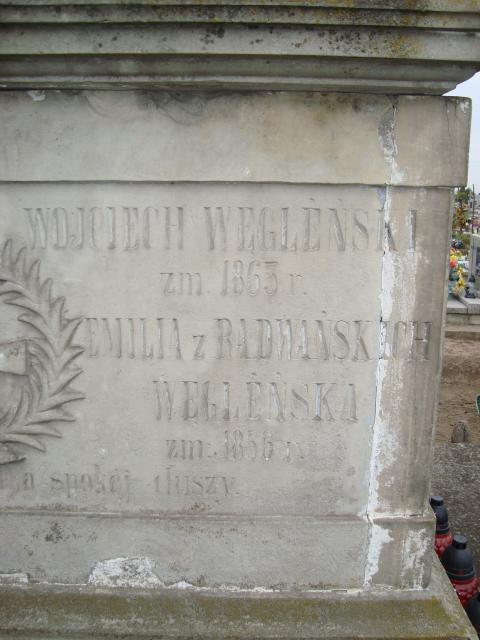 WOJCIECH WĘGLEŃSKI
zm. 1863 r.
EMILIA z RADWAŃSKICH
WĘGLEŃSKA
zm. 1856 r.
a spokój duszy.